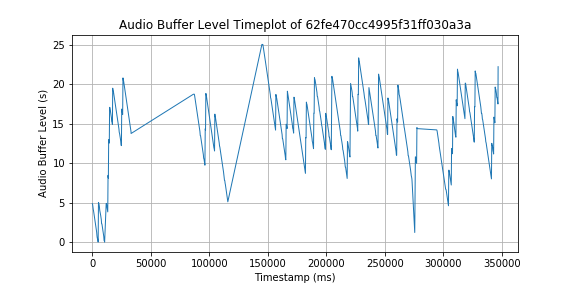 Audio Buffer Level Timeplot of 62fe470cc4995f31ff030a3a
Audio Buffer Level (s)
25
20
15
10
5
0
0 50000 100000 150000 200000 250000 300000 350000
Timestamp (ms)